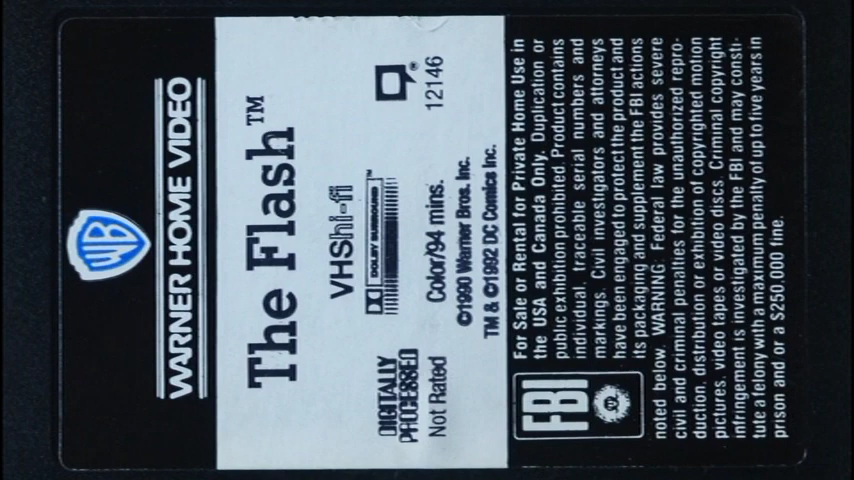 WB
WARNER HOME VIDEO
The Flash™
VHS hi-fi
DOLBY SURROUND™
DIGITALLY
PROCESSED
®
Not Rated
Color/94 mins.
12146
©1990 Warner Bros. Inc.
TM & ©1992 DC Comics Inc.
FBI
For Sale or Rental for Private Home Use in
the USA and Canada Only. Duplication or
public exhibition prohibited. Product contains
individual, traceable serial numbers and
markings. Civil investigators and attorneys
have been engaged to protect the product and
its packaging and supplement the FBI actions
noted below. WARNING: Federal law provides severe
civil and criminal penalties for the unauthorized repro-
duction, distribution or exhibition of copyrighted motion
pictures, video tapes or video discs. Criminal copyright
infringement is investigated by the FBI and may consti-
tute a felony with a maximum penalty of up to five years in
prison and or a $250,000 fine.